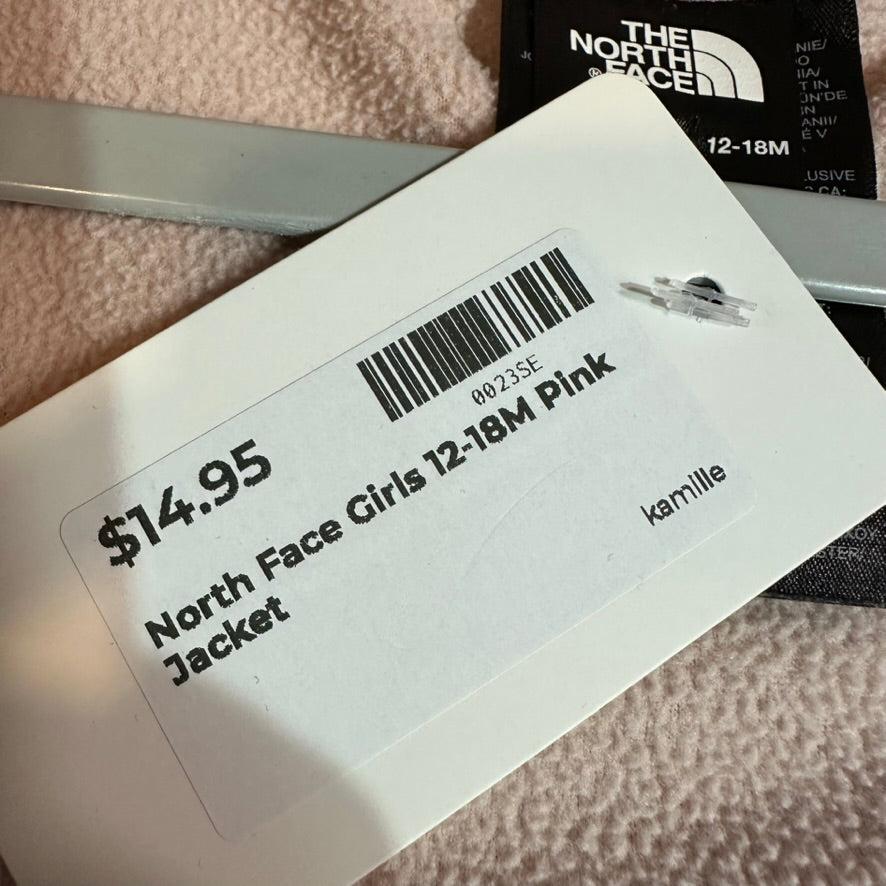 THE
NORTH
FACE
12-18M
0023SE
$14.95
North Face Girls 12-18M Pink
Jacket
kamille